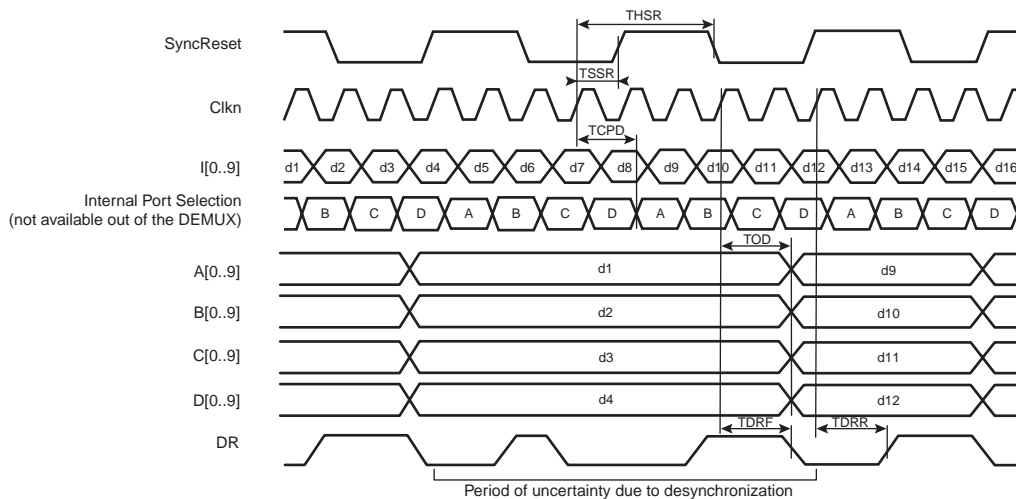 THSR
SyncReset
TSSR
Clkn
TCPD
I[0..9]
d1 d2 d3 d4 d5 d6 d7 d8 d9 d10 d11 d12 d13 d14 d15 d16
Internal Port Selection
(not available out of the DEMUX)
B C D A B C D A B C D A B C D
TOD
A[0..9]
d1 d9
B[0..9]
d2 d10
C[0..9]
d3 d11
D[0..9]
d4 d12
TDRF TDRR
DR
Period of uncertainty due to desynchronization